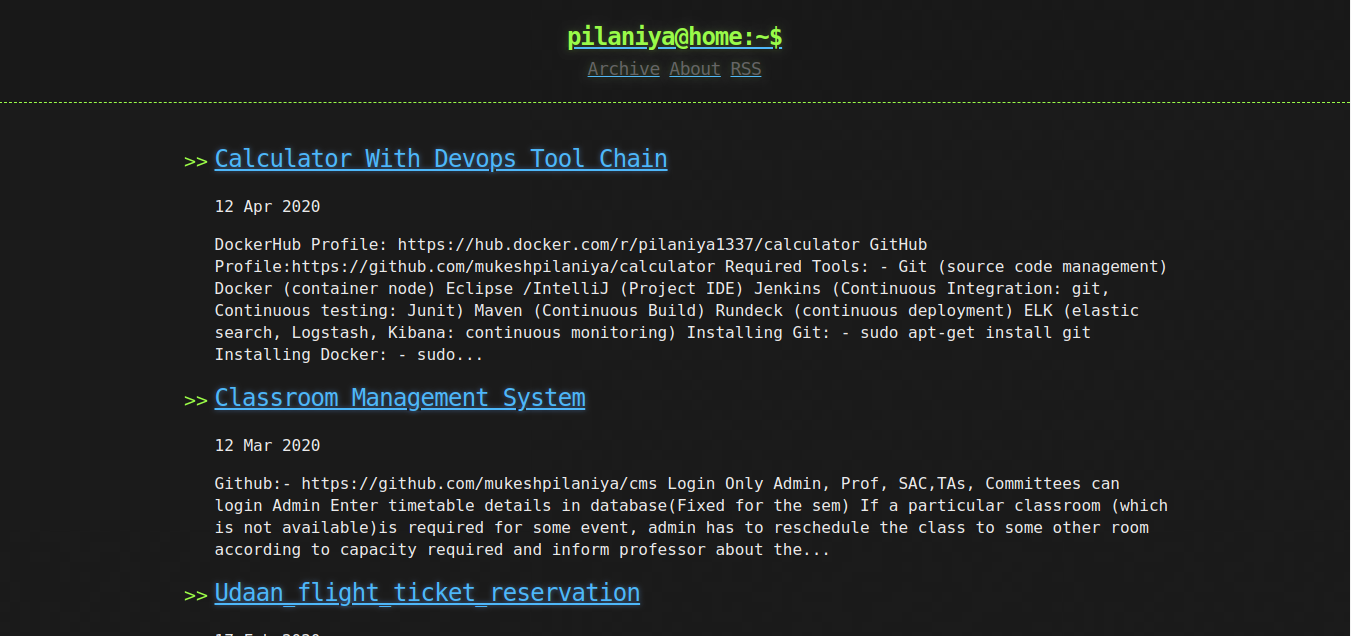 pilaniya@home:~$
Archive About RSS
>> Calculator With Devops Tool Chain
12 Apr 2020
DockerHub Profile: https://hub.docker.com/r/pilaniya1337/calculator GitHub
Profile:https://github.com/mukeshpilaniya/calculator Required Tools: - Git (source code management)
Docker (container node) Eclipse /IntelliJ (Project IDE) Jenkins (Continuous Integration: git,
Continuous testing: Junit) Maven (Continuous Build) Rundeck (continuous deployment) ELK (elastic
search, Logstash, Kibana: continuous monitoring) Installing Git: - sudo apt-get install git
Installing Docker: - sudo...
>> Classroom Management System
12 Mar 2020
Github:- https://github.com/mukeshpilaniya/cms Login Only Admin, Prof, SAC,TAs, Committees can
login Admin Enter timetable details in database(Fixed for the sem) If a particular classroom (which
is not available)is required for some event, admin has to reschedule the class to some other room
according to capacity required and inform professor about the...
>> Udaan_flight_ticket_reservation